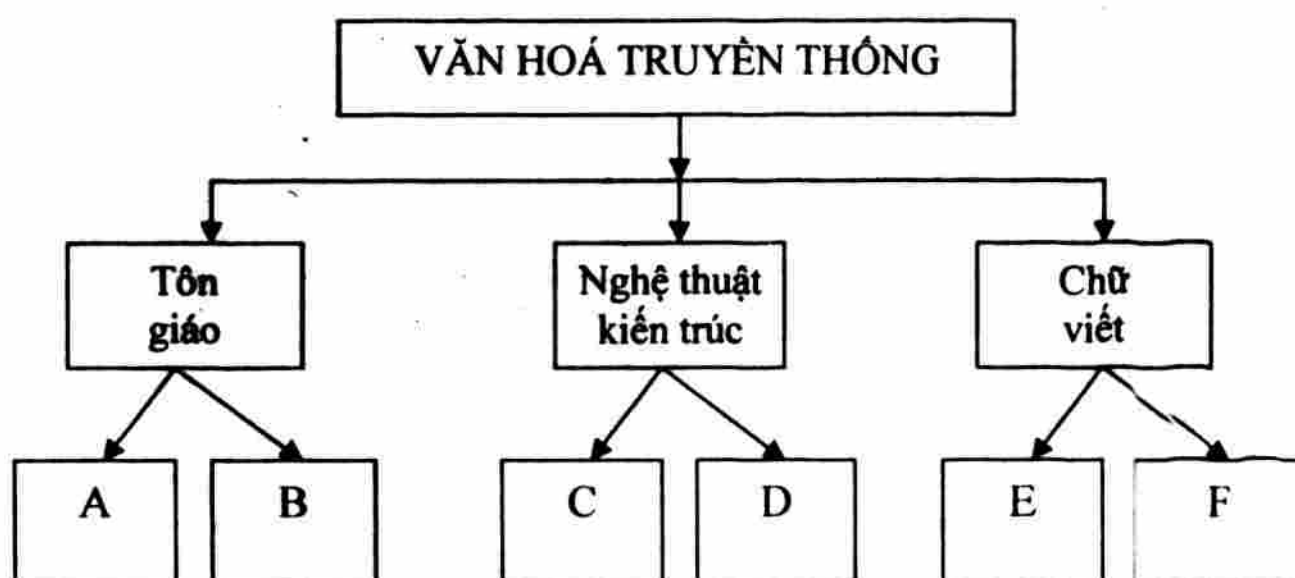 VĂN HOÁ TRUYỀN THỐNG
Tôn
giáo
Nghệ thuật
kiến trúc
Chữ
viết
A
B
C
D
E
F